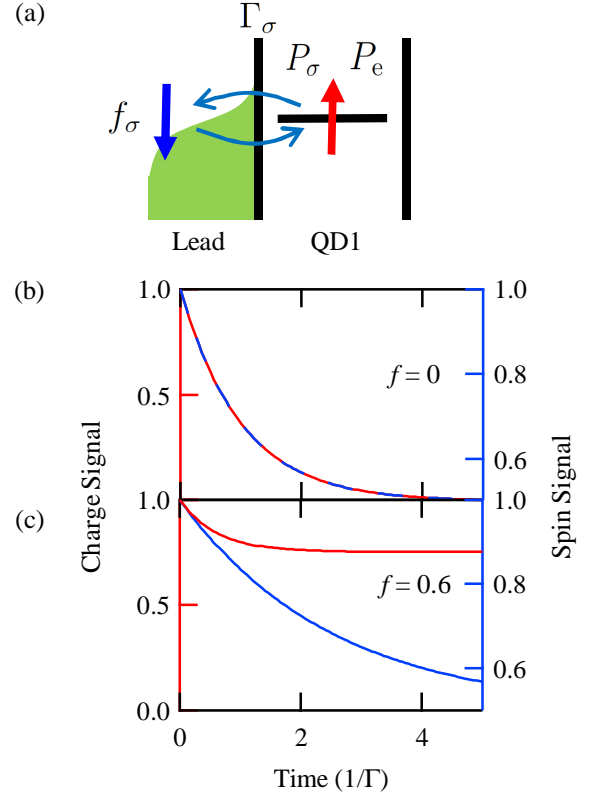 (a)
Γσ
Pσ Pe
fσ
Lead QD1
(b)
1.0 1.0
0.8
f = 0
0.5
0.6
Charge Signal
Spin Signal
(c)
1.0 1.0
0.8
f = 0.6
0.5
0.6
0.0
0 2 4
Time (1/Γ)